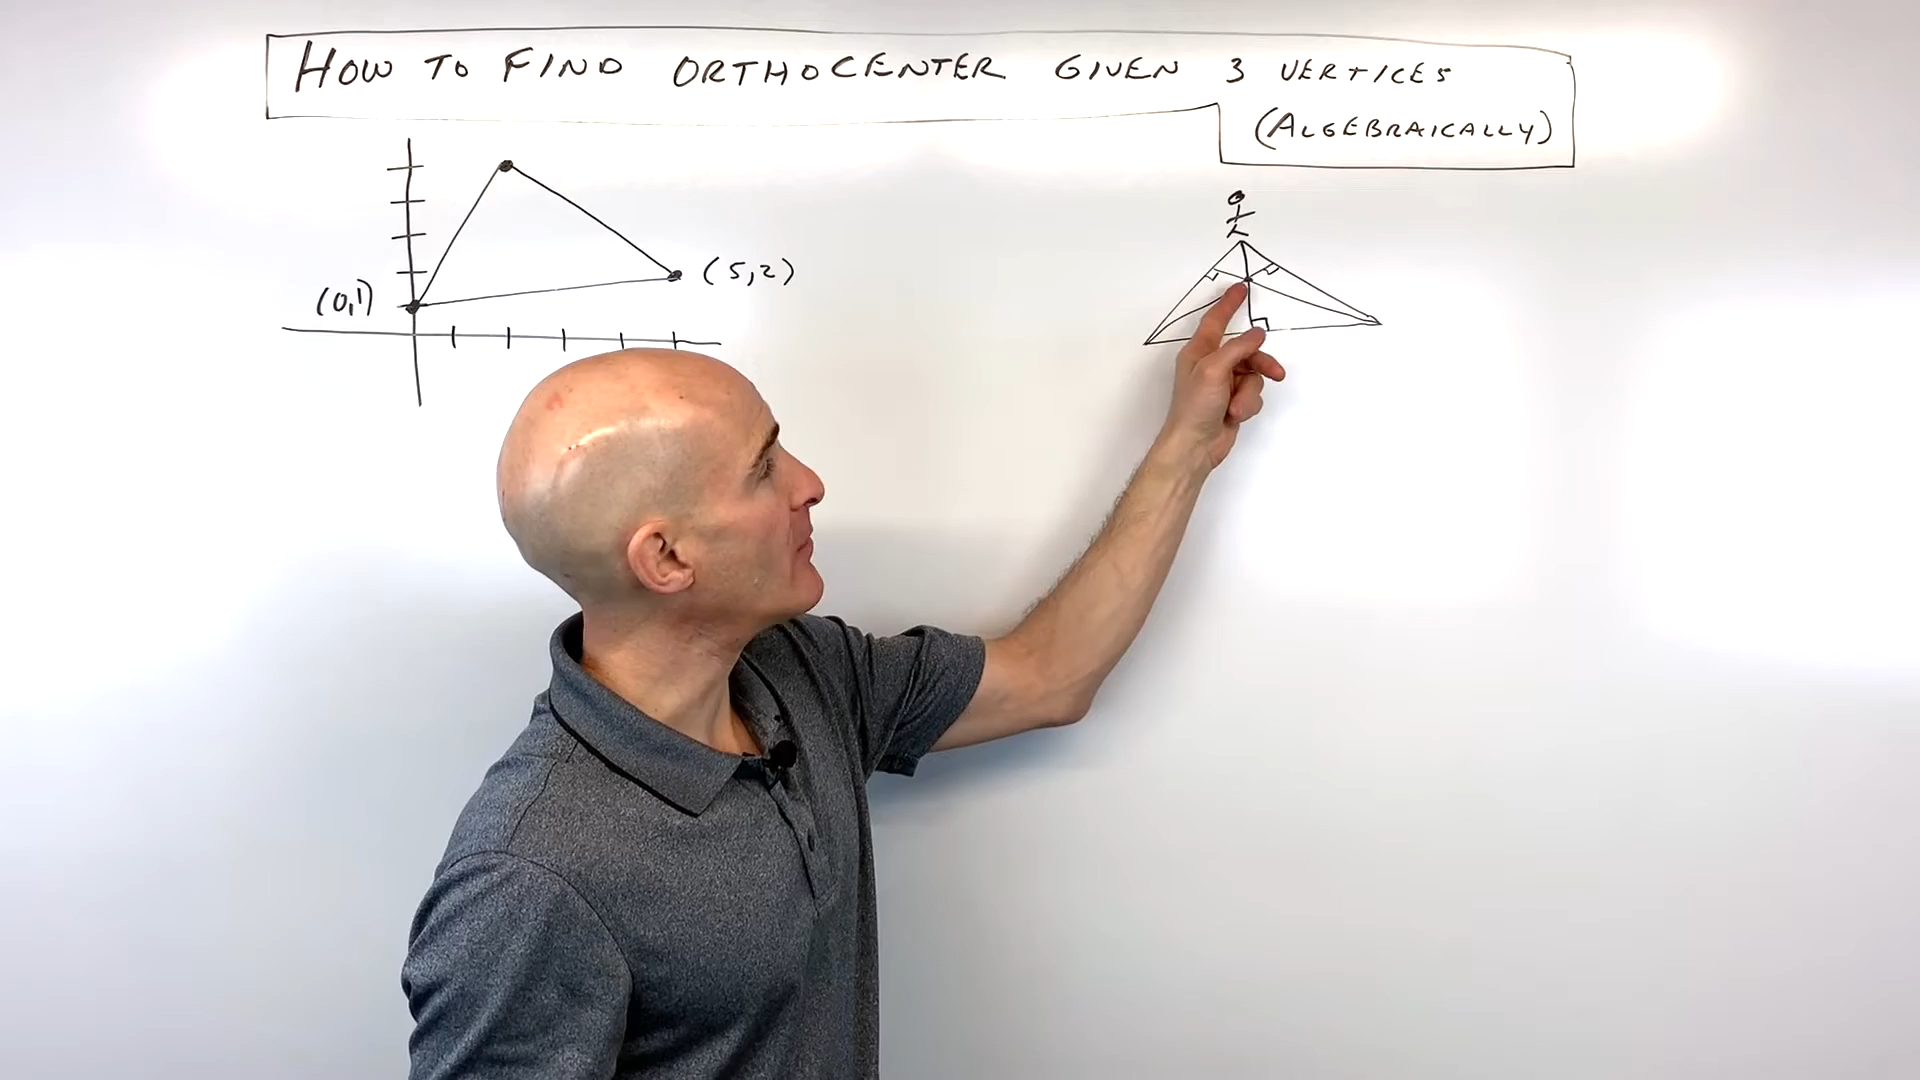 HOW TO FIND ORTHOCENTER GIVEN 3 VERTICES
(ALGEBRAICALLY)
(5,2)
(0,1)